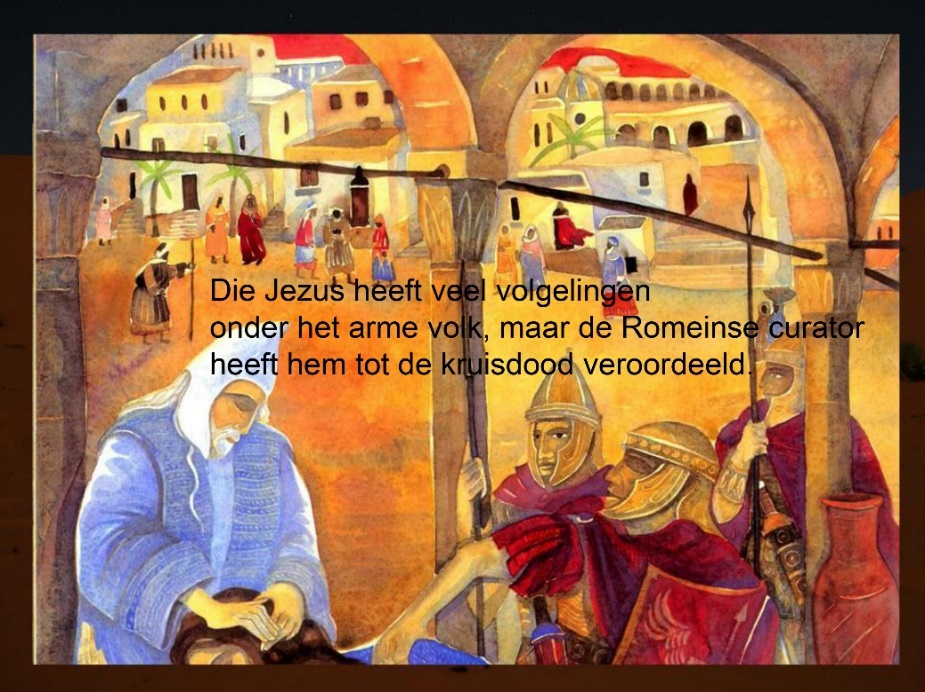 Die Jezus heeft veel volgelingen
onder het arme volk, maar de Romeinse curator
heeft hem tot de kruisdood veroordeeld.